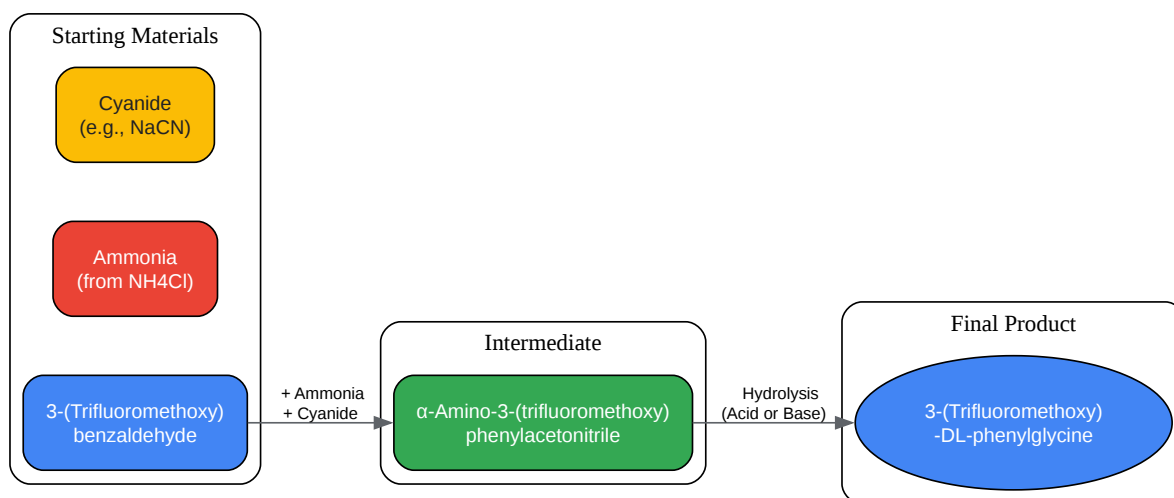 Starting Materials
Cyanide
(e.g., NaCN)
Ammonia
(from NH4Cl)
3-(Trifluoromethoxy)
benzaldehyde
+ Ammonia
+ Cyanide
Intermediate
α-Amino-3-(trifluoromethoxy)
phenylacetonitrile
Hydrolysis
(Acid or Base)
Final Product
3-(Trifluoromethoxy)
-DL-phenylglycine